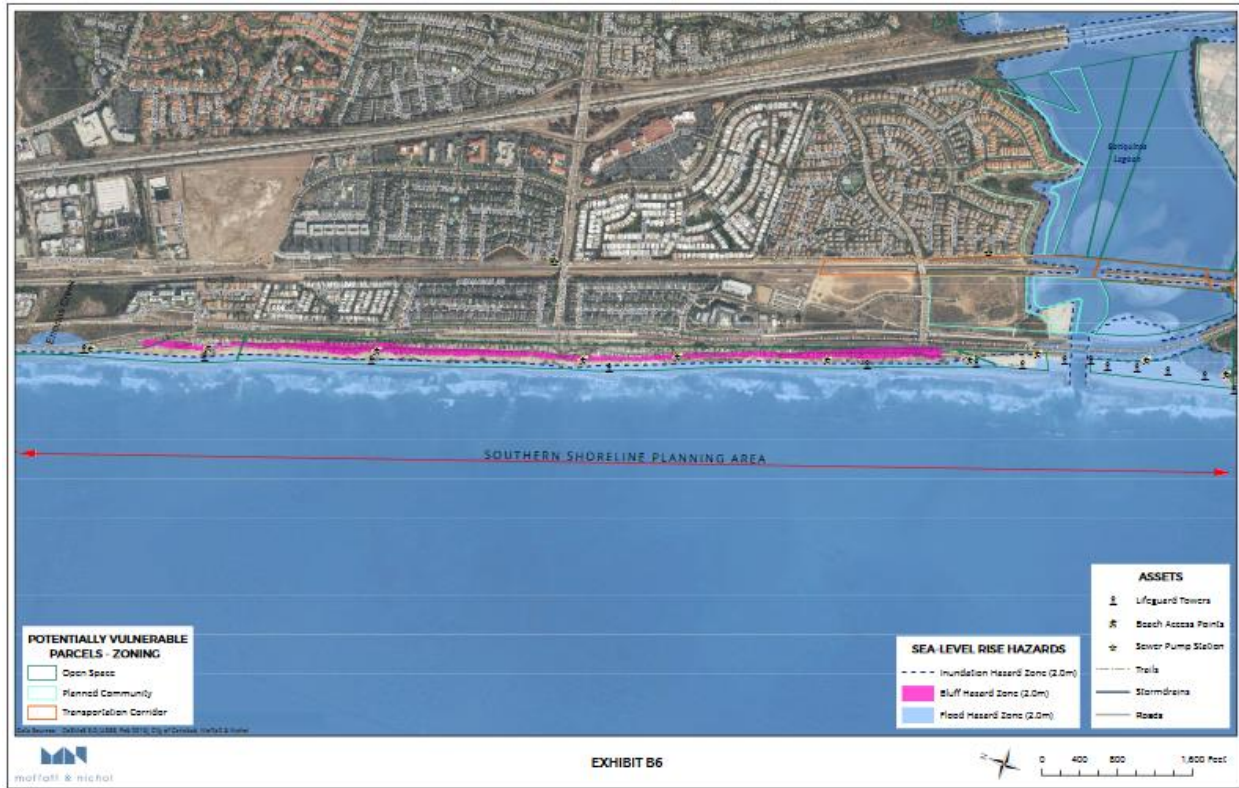 Batiquitos
Lagoon
Encinas Creek
SOUTHERN SHORELINE PLANNING AREA
POTENTIALLY VULNERABLE
PARCELS - ZONING
Open Space
Planned Community
Transportation Corridor
SEA-LEVEL RISE HAZARDS
Inundation Hazard Zone (2.0m)
Bluff Hazard Zone (2.0m)
Flood Hazard Zone (2.0m)
ASSETS
Lifeguard Towers
Beach Access Points
Sewer Pump Station
Trails
Stormdrains
Roads
moffatt & nichol
EXHIBIT B6
N
0 400 800 1,600 Feet